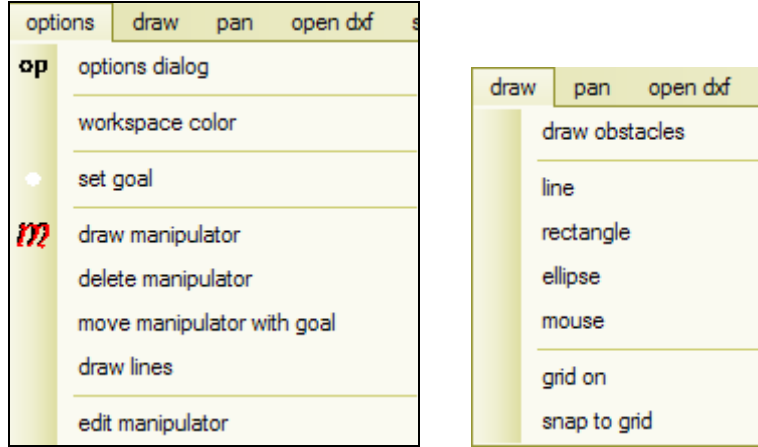 options draw pan open dxf s
op options dialog
workspace color
set goal
m draw manipulator
delete manipulator
move manipulator with goal
draw lines
edit manipulator
draw pan open dxf
draw obstacles
line
rectangle
ellipse
mouse
grid on
snap to grid